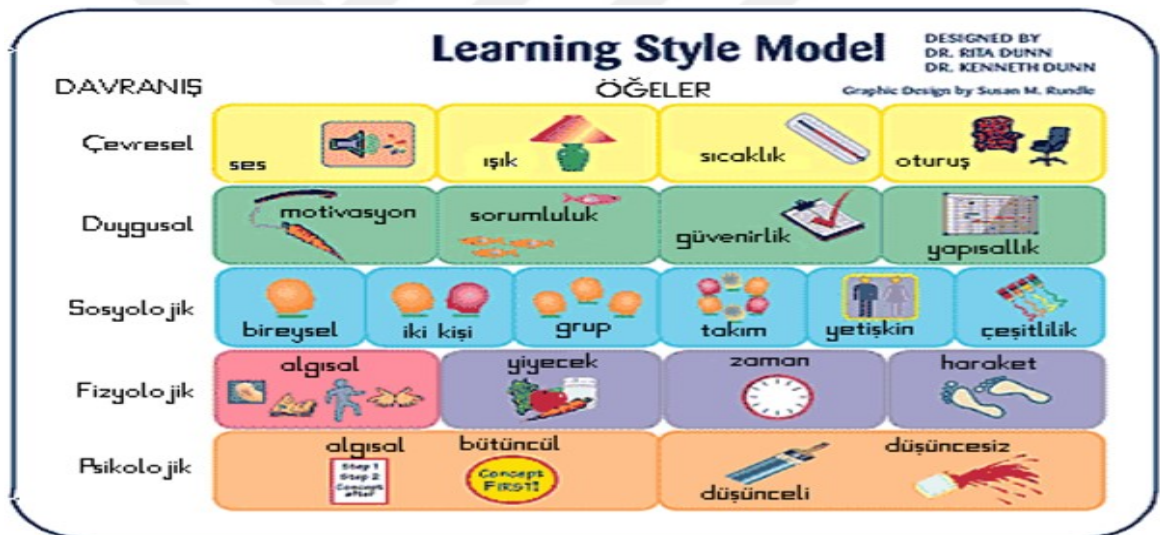 Learning Style Model
DESIGNED BY
DR. RITA DUNN
DR. KENNETH DUNN
DAVRANIŞ
ÖĞELER
Graphic Design by Susan M. Rundle
Çevresel
ses
ışık
sıcaklık
oturuş
Duygusal
motivasyon
sorumluluk
güvenirlik
yapısallık
Sosyolojik
bireysel
iki kişi
grup
takım
yetişkin
çeşitlilik
Fizyolojik
algısal
yiyecek
zaman
haraket
Psikolojik
algısal
Step 1
Step 2
Concept
after
bütüncül
Concept
FIRST!
düşünceli
düşüncesiz